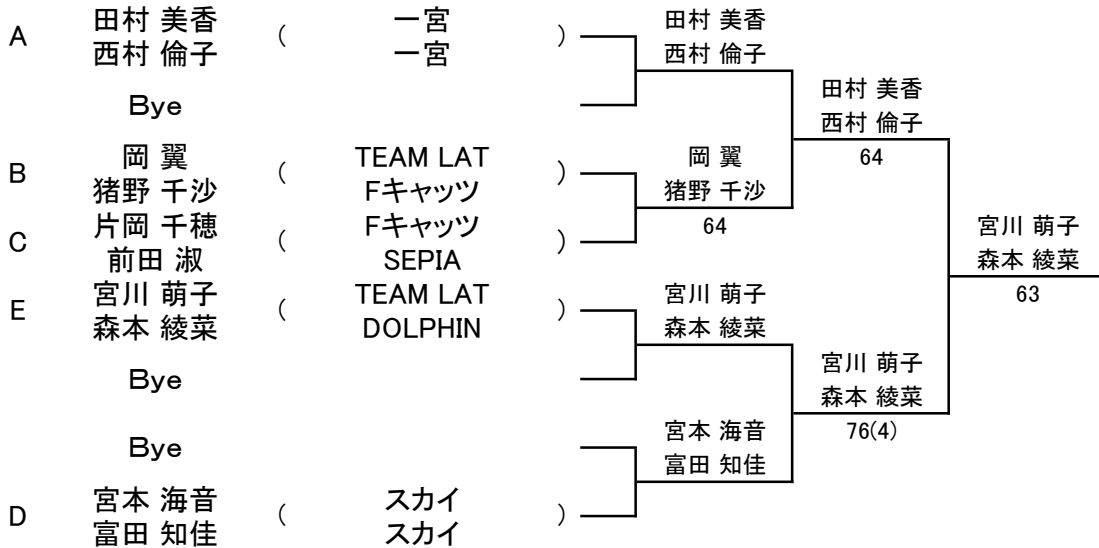 A 田村 美香 ( 一宮 )
西村 倫子 一宮
Bye
B 岡 翼 ( TEAM LAT )
猪野 千沙 Fキャッツ
C 片岡 千穂 ( Fキャッツ )
前田 淑 SEPIA
E 宮川 萌子 ( TEAM LAT )
森本 綾菜 DOLPHIN
Bye
Bye
D 宮本 海音 ( スカイ )
富田 知佳 スカイ
田村 美香
西村 倫子
岡 翼
猪野 千沙
64
宮川 萌子
森本 綾菜
宮本 海音
富田 知佳
田村 美香
西村 倫子
64
宮川 萌子
森本 綾菜
76(4)
宮川 萌子
森本 綾菜
63